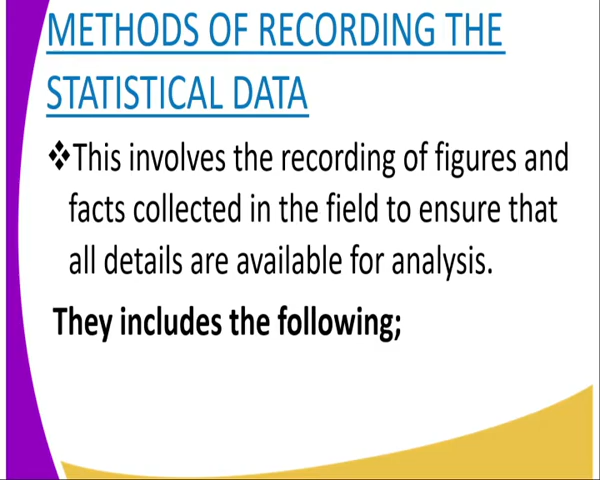 METHODS OF RECORDING THE
STATISTICAL DATA
❖This involves the recording of figures and
facts collected in the field to ensure that
all details are available for analysis.
They includes the following;